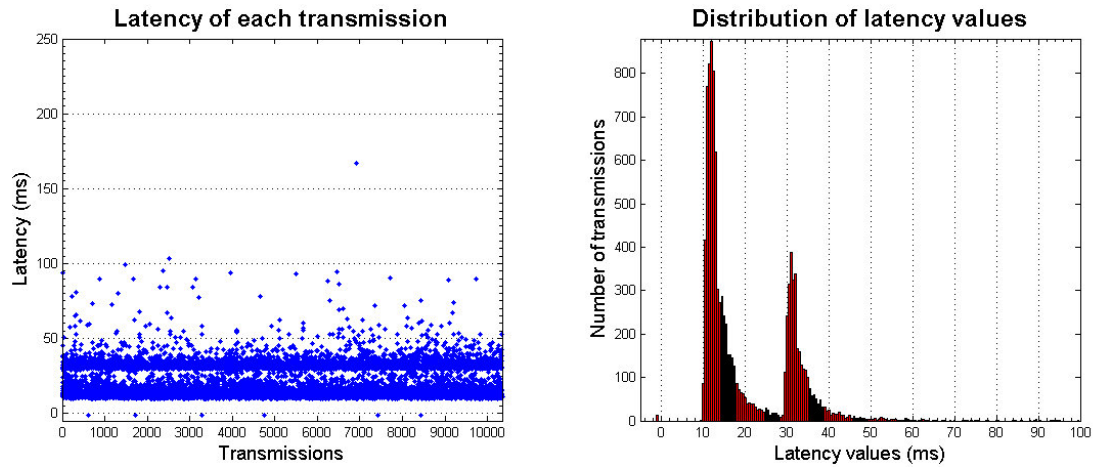 Latency of each transmission
250
200
150
100
50
0
Latency (ms)
0 1000 2000 3000 4000 5000 6000 7000 8000 9000 10000
Transmissions
Distribution of latency values
800
700
600
500
400
300
200
100
0
Number of transmissions
0 10 20 30 40 50 60 70 80 90 100
Latency values (ms)